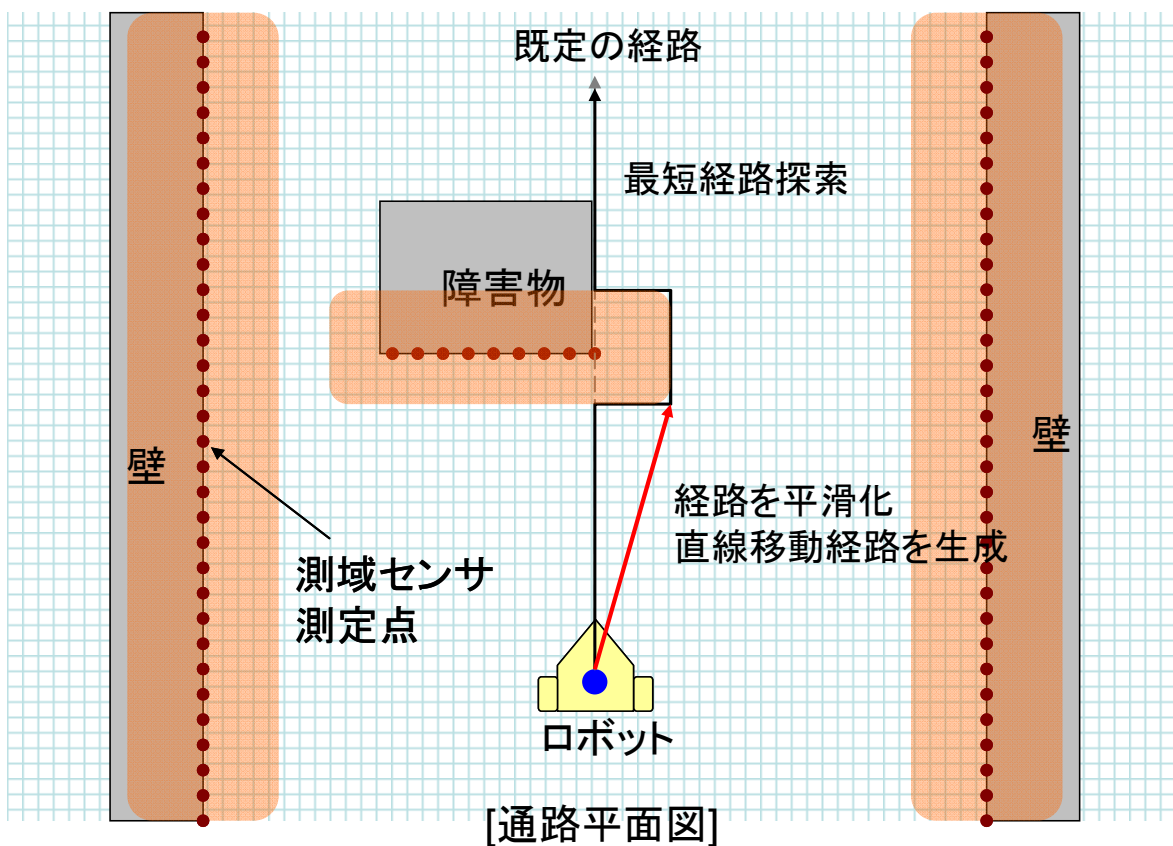 既定の経路
最短経路探索
障害物
壁
壁
経路を平滑化
直線移動経路を生成
測域センサ
測定点
ロボット
[通路平面図]